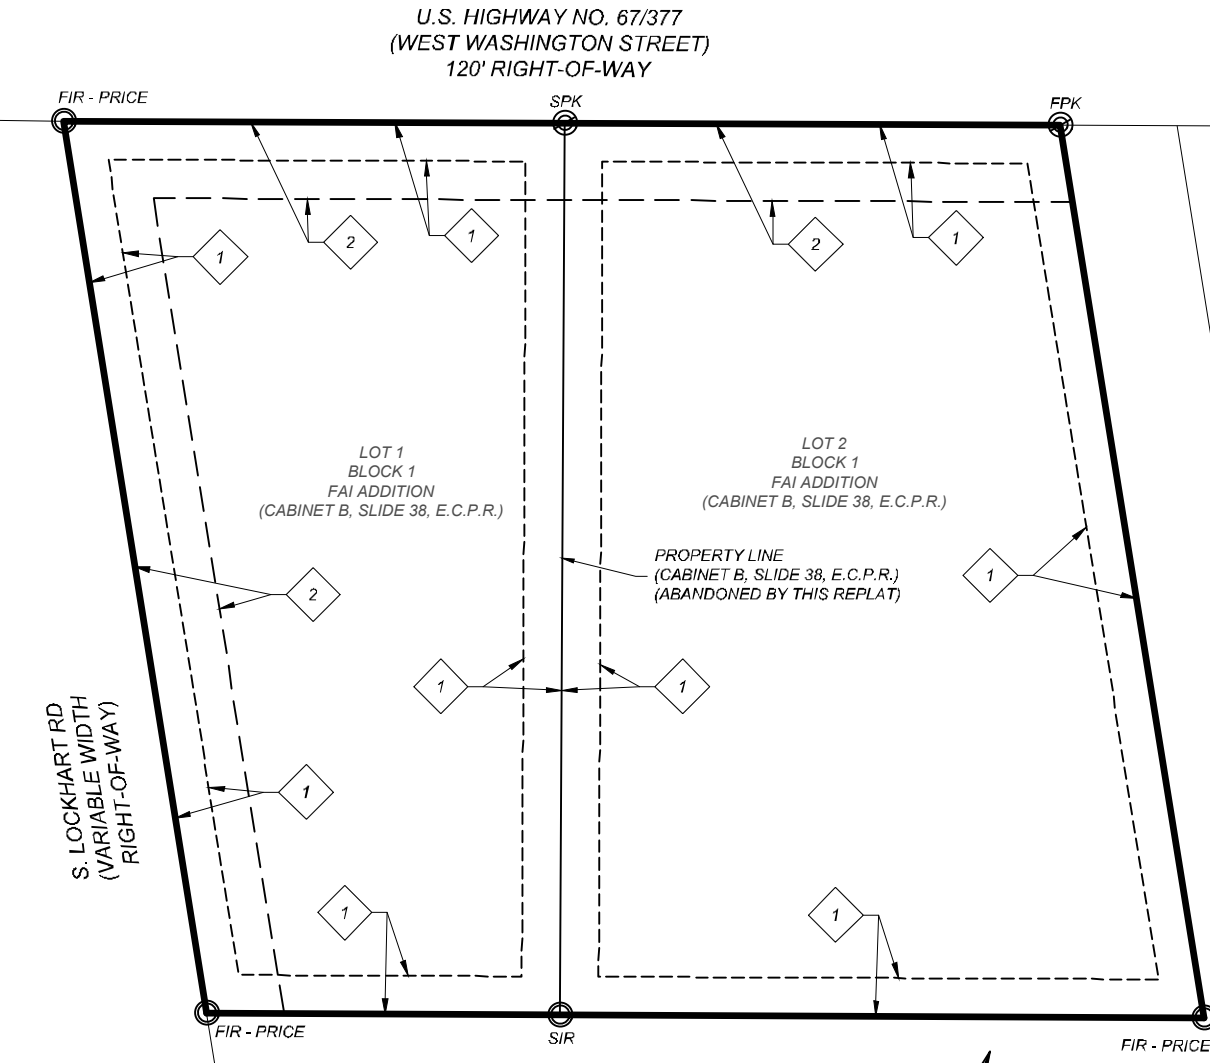 U.S. HIGHWAY NO. 67/377
(WEST WASHINGTON STREET)
120' RIGHT-OF-WAY
FIR - PRICE
SPK
FPK
2
1
2
1
1
LOT 1
BLOCK 1
FAI ADDITION
(CABINET B, SLIDE 38, E.C.P.R.)
LOT 2
BLOCK 1
FAI ADDITION
(CABINET B, SLIDE 38, E.C.P.R.)
PROPERTY LINE
(CABINET B, SLIDE 38, E.C.P.R.)
(ABANDONED BY THIS REPLAT)
1
2
1
1
S. LOCKHART RD
(VARIABLE WIDTH
RIGHT-OF-WAY)
1
1
1
FIR - PRICE
SIR
FIR - PRICE